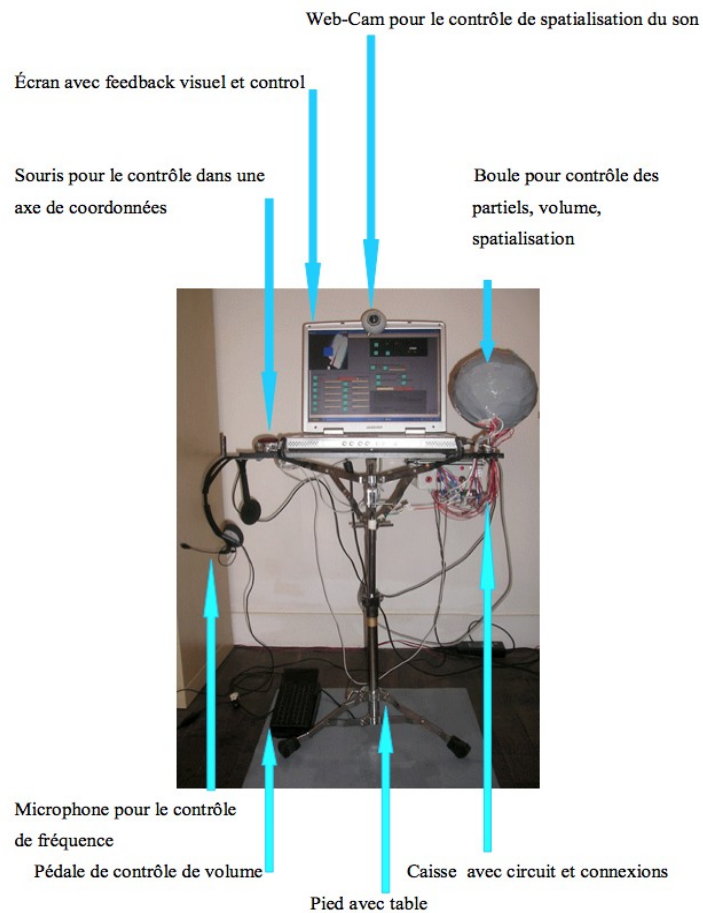 Web-Cam pour le contrôle de spatialisation du son
Écran avec feedback visuel et control
Souris pour le contrôle dans une
axe de coordonnées
Boule pour contrôle des
partiels, volume,
spatialisation
Microphone pour le contrôle
de fréquence
Pédale de contrôle de volume
Caisse avec circuit et connexions
Pied avec table